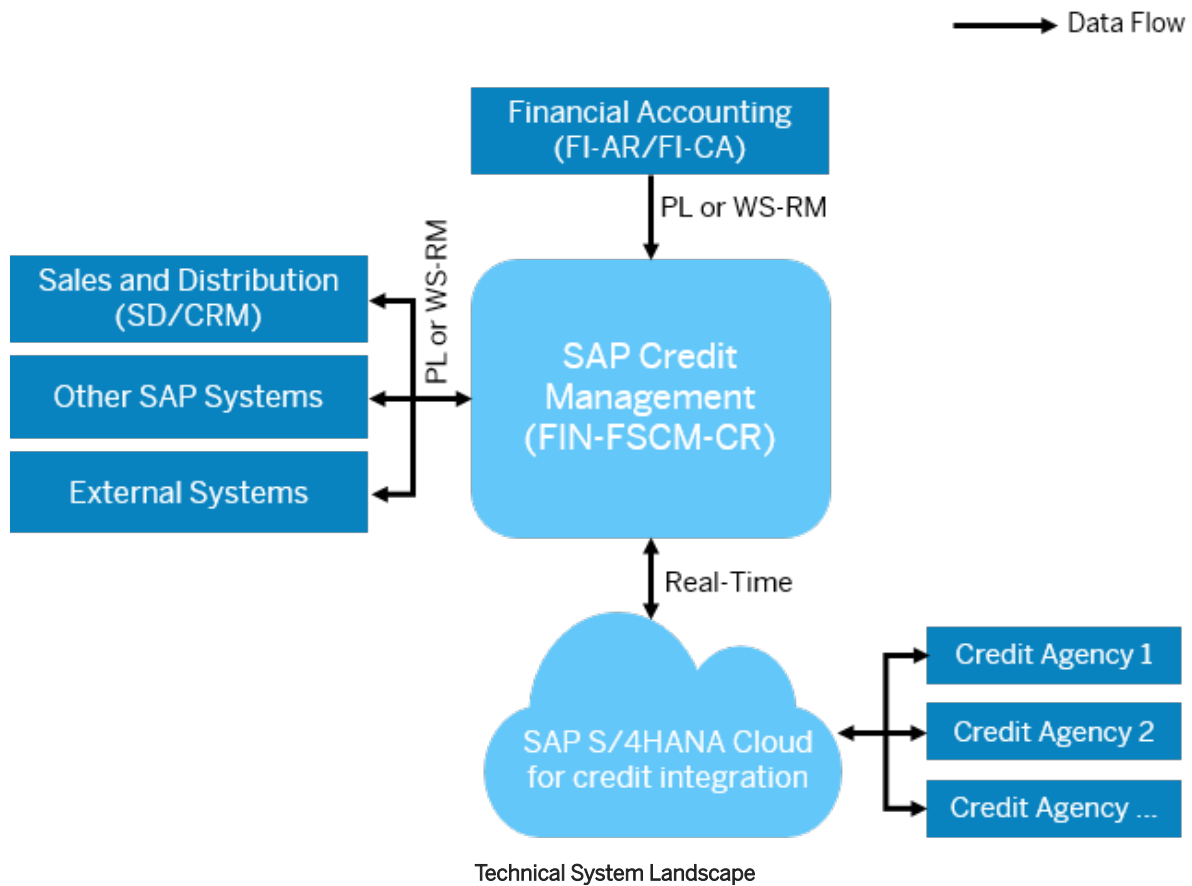 Data Flow
Financial Accounting
(FI-AR/FI-CA)
PL or WS-RM
Sales and Distribution
(SD/CRM)
Other SAP Systems
External Systems
PL or WS-RM
SAP Credit
Management
(FIN-FSCM-CR)
Real-Time
SAP S/4HANA Cloud
for credit integration
Credit Agency 1
Credit Agency 2
Credit Agency ...
Technical System Landscape